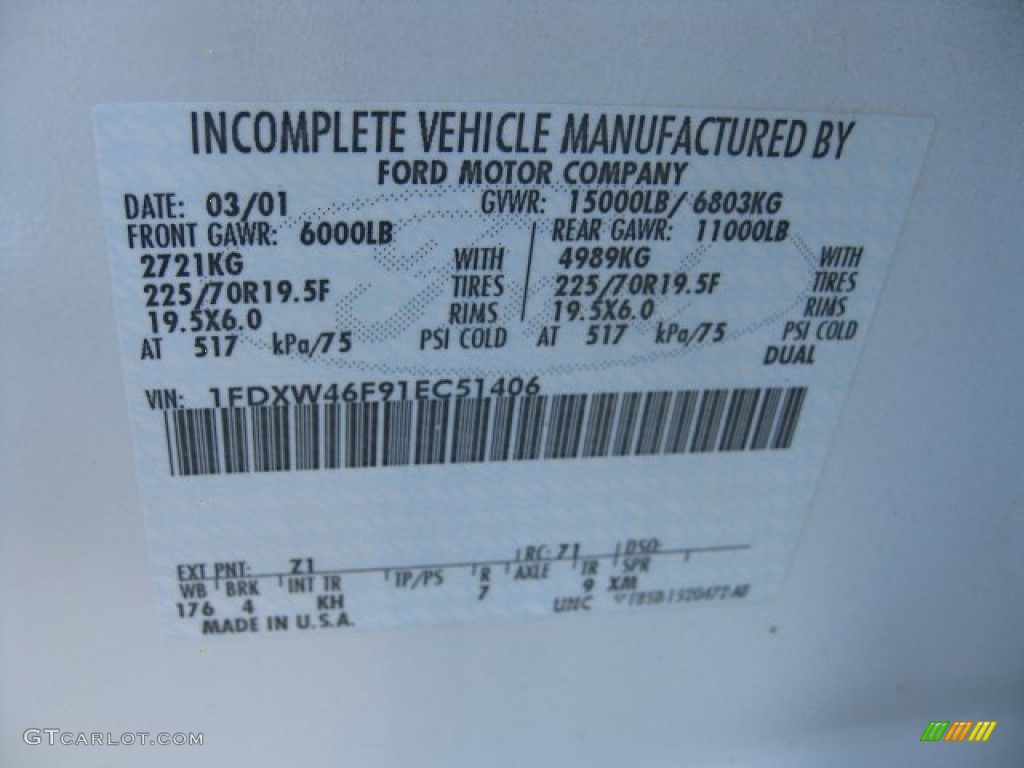 INCOMPLETE VEHICLE MANUFACTURED BY
FORD MOTOR COMPANY
DATE: 03/01 GVWR: 15000LB/ 6803KG
FRONT GAWR: 6000LB REAR GAWR: 11000LB
2721KG WITH 4989KG WITH
225/70R19.5F TIRES 225/70R19.5F TIRES
19.5X6.0 RIMS 19.5X6.0 RIMS
AT 517 kPa/75 PSI COLD AT 517 kPa/75 PSI COLD
DUAL
VIN: 1FDXW46F91EC51406
EXT PNT: Z1 RC: 71 DSO:
WB BRK INT TR TP/PS R AXLE TR SPR
176 4 KH 7 9 XM
MADE IN U.S.A. UNC
GTCARLOT.COM